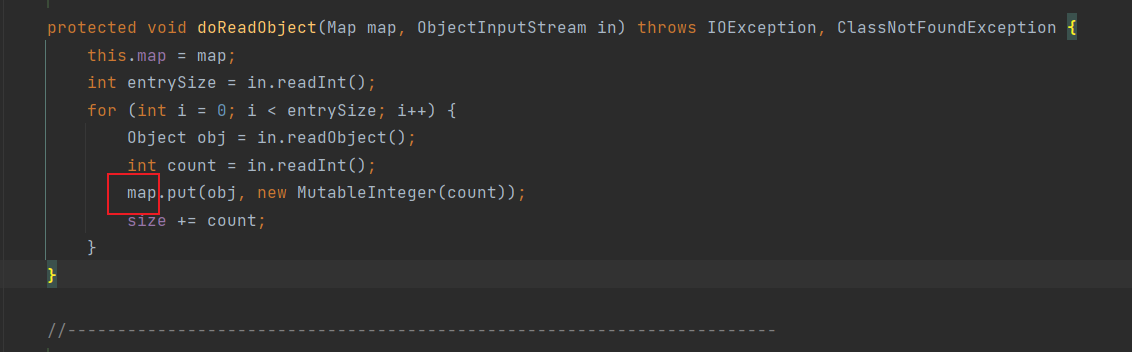 protected void doReadObject(Map map, ObjectInputStream in) throws IOException, ClassNotFoundException {
    this.map = map;
    int entrySize = in.readInt();
    for (int i = 0; i < entrySize; i++) {
        Object obj = in.readObject();
        int count = in.readInt();
        map.put(obj, new MutableInteger(count));
        size += count;
    }
}
//-----------------------------------------------------------------------